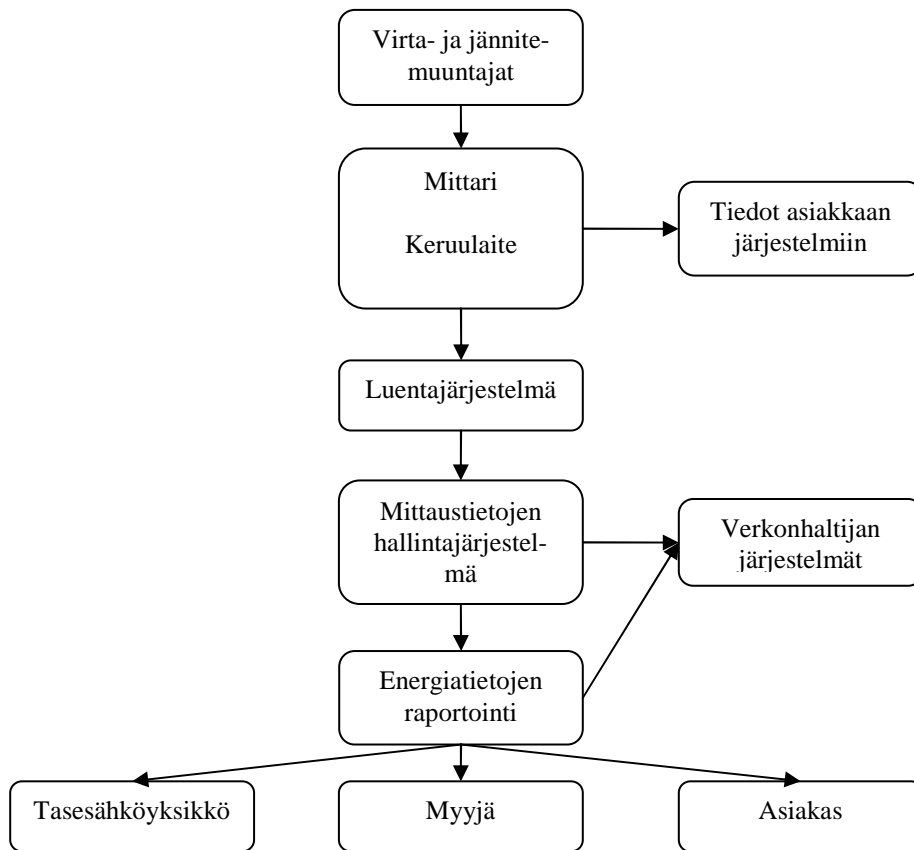 Virta- ja jännite-
muuntajat
Mittari
Keruulaite
Tiedot asiakkaan
järjestelmiin
Luentajärjestelmä
Mittaustietojen
hallintajärjestel-
mä
Verkonhaltijan
järjestelmät
Energiatietojen
raportointi
Tasesähköyksikkö
Myyjä
Asiakas